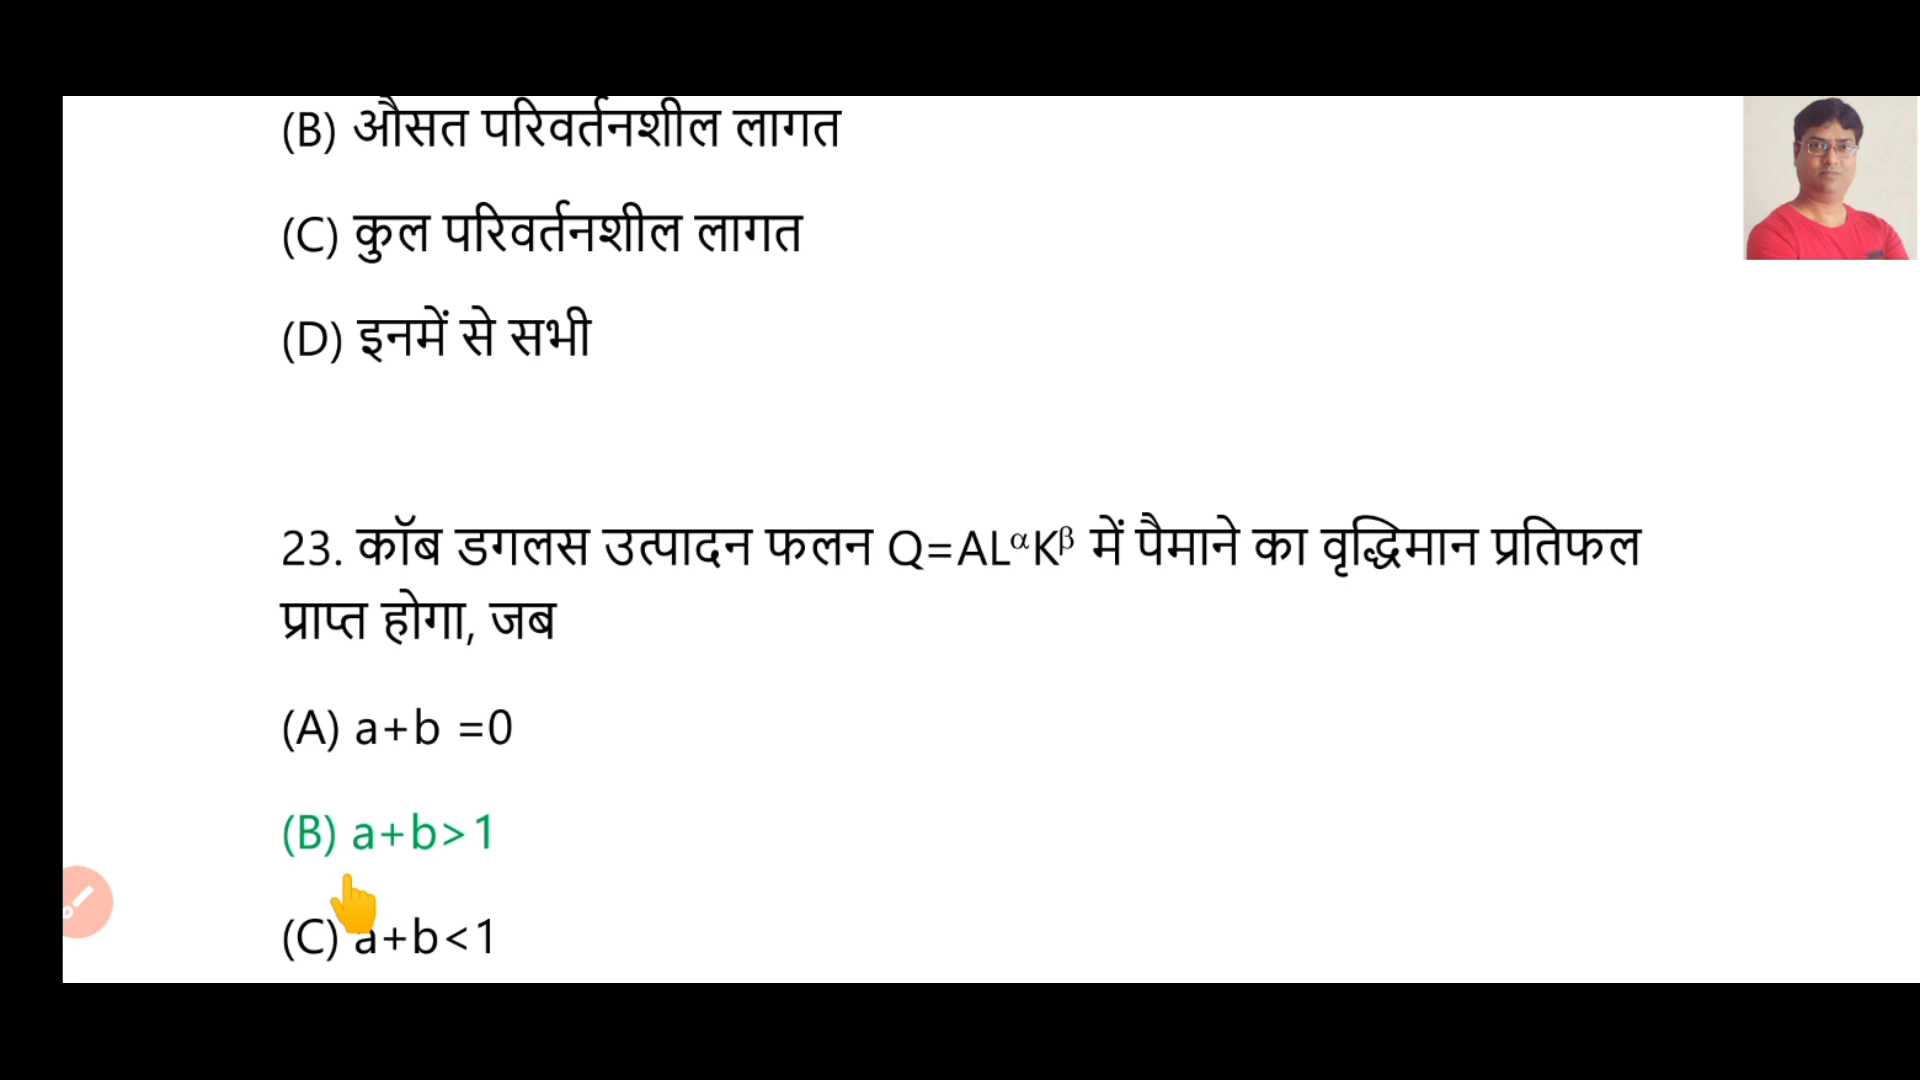 (B) औसत परिवर्तनशील लागत
(C) कुल परिवर्तनशील लागत
(D) इनमें से सभी
23. कॉब डगलस उत्पादन फलन Q=ALᵅKᵝ में पैमाने का वृद्धिमान प्रतिफल
प्राप्त होगा, जब
(A) a+b =0
(B) a+b>1
(C) a+b<1